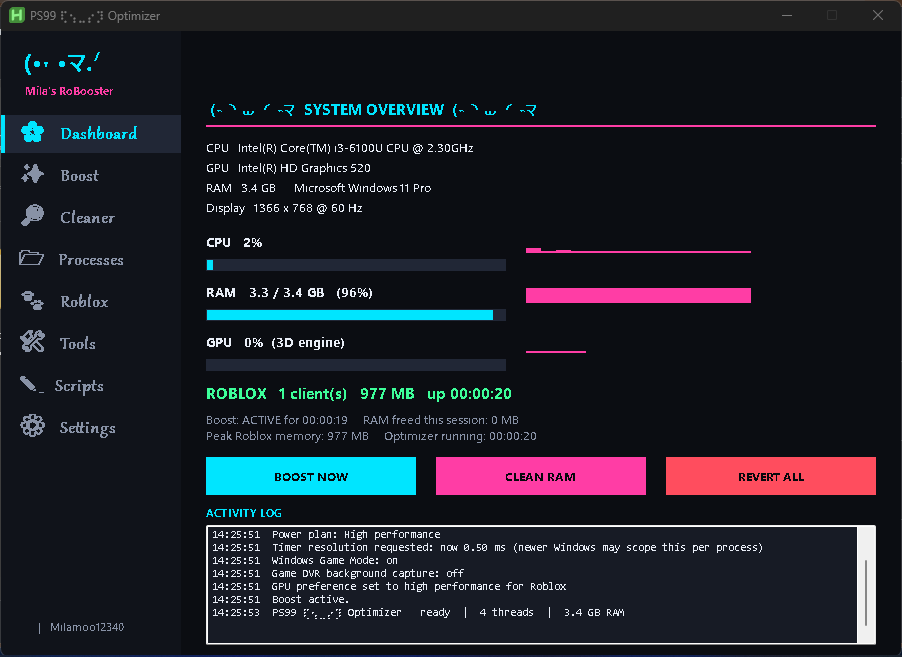 PS99 ⡏⢢⣀⡠⢹ Optimizer
(•˕ •マ.ᐟ
Mila's RoBooster
Dashboard
Boost
Cleaner
Processes
Roblox
Tools
Scripts
Settings
| Milamoo12340
SYSTEM OVERVIEW
CPU Intel(R) Core(TM) i3-6100U CPU @ 2.30GHz
GPU Intel(R) HD Graphics 520
RAM 3.4 GB Microsoft Windows 11 Pro
Display 1366 x 768 @ 60 Hz
CPU 2%
RAM 3.3 / 3.4 GB (96%)
GPU 0% (3D engine)
ROBLOX 1 client(s) 977 MB up 00:00:20
Boost: ACTIVE for 00:00:19 RAM freed this session: 0 MB
Peak Roblox memory: 977 MB Optimizer running: 00:00:20
BOOST NOW
CLEAN RAM
REVERT ALL
ACTIVITY LOG
14:25:51 Power plan: High performance
14:25:51 Timer resolution requested: now 0.50 ms (newer Windows may scope this per process)
14:25:51 Windows Game Mode: on
14:25:51 Game DVR background capture: off
14:25:51 GPU preference set to high performance for Roblox
14:25:51 Boost active.
14:25:53 PS99 ⡏⢢⣀⡠⢹ Optimizer ready | 4 threads | 3.4 GB RAM